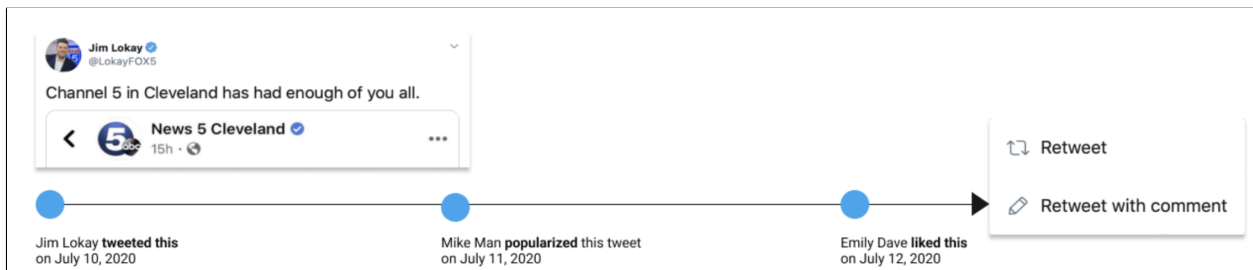 Jim Lokay
@LokayFOX5
Channel 5 in Cleveland has had enough of you all.
5 abc
News 5 Cleveland
15h ·
Retweet
Retweet with comment
Jim Lokay tweeted this
on July 10, 2020
Mike Man popularized this tweet
on July 11, 2020
Emily Dave liked this
on July 12, 2020